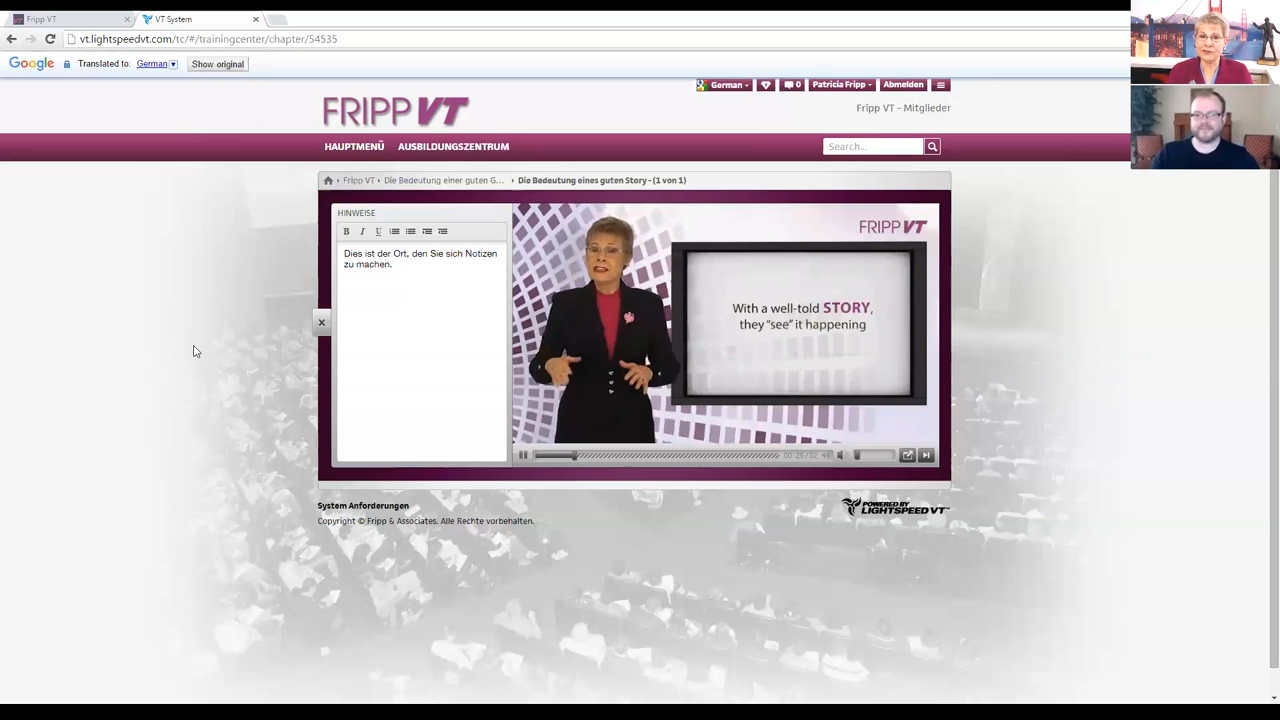 Fripp VT
VT System
vt.lightspeedvt.com/tc/#/trainingcenter/chapter/54535
Google Translated to: German Show original
German 0 Patricia Fripp Abmelden
FRIPP VT
Fripp VT - Mitglieder
HAUPTMENÜ AUSBILDUNGSZENTRUM Search...
Fripp VT Die Bedeutung einer guten G... Die Bedeutung eines guten Story - (1 von 1)
HINWEISE
B I U
Dies ist der Ort, den Sie sich Notizen
zu machen.
FRIPP VT
With a well-told STORY,
they "see" it happening
00:26/02:48
System Anforderungen
Copyright © Fripp & Associates. Alle Rechte vorbehalten.
POWERED BY
LIGHTSPEED VT